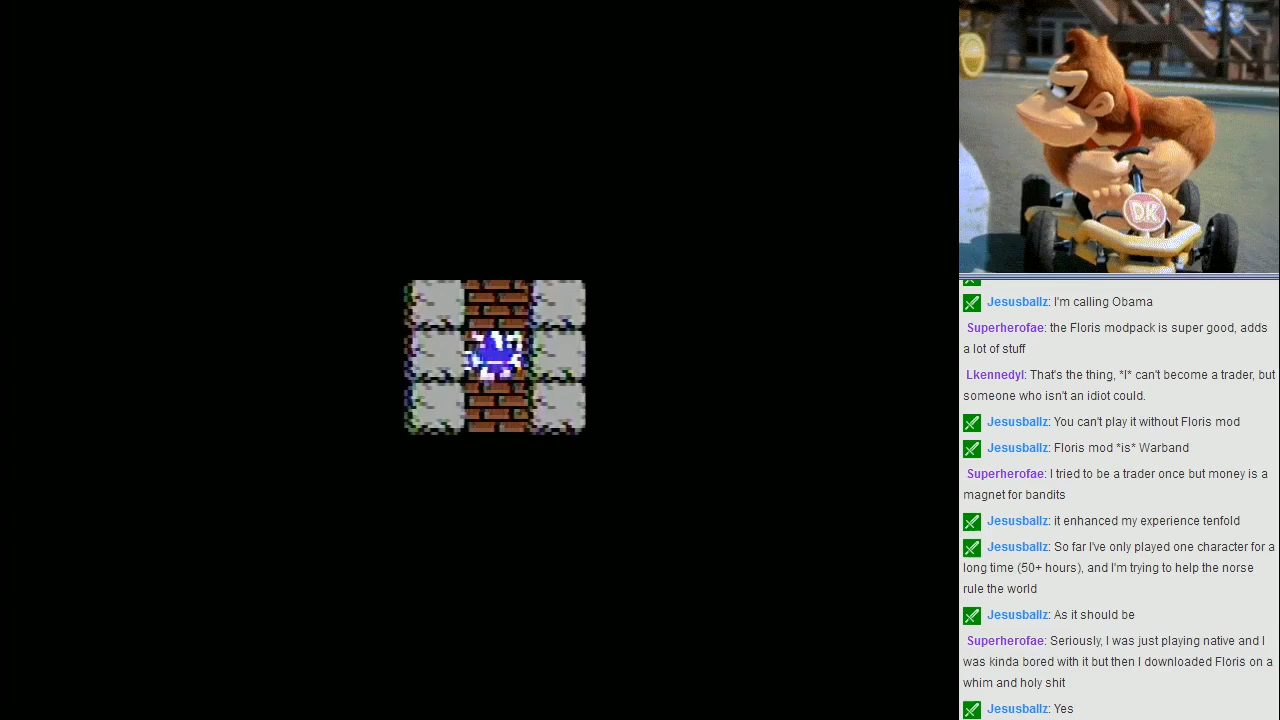 DK
Jesusballz: I'm calling Obama
Superherofae: the Floris modpack is super good, adds
a lot of stuff
Lkennedyl: That's the thing, *I* can't become a trader, but
someone who isn't an idiot could.
Jesusballz: You can't play it without Floris mod
Jesusballz: Floris mod *is* Warband
Superherofae: I tried to be a trader once but money is a
magnet for bandits
Jesusballz: it enhanced my experience tenfold
Jesusballz: So far I've only played one character for a
long time (50+ hours), and I'm trying to help the norse
rule the world
Jesusballz: As it should be
Superherofae: Seriously, I was just playing native and I
was kinda bored with it but then I downloaded Floris on a
whim and holy shit
Jesusballz: Yes